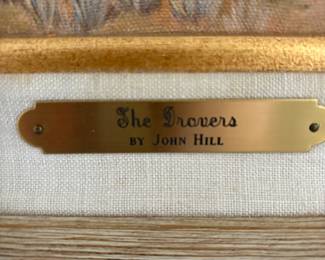 The Drovers
BY JOHN HILL